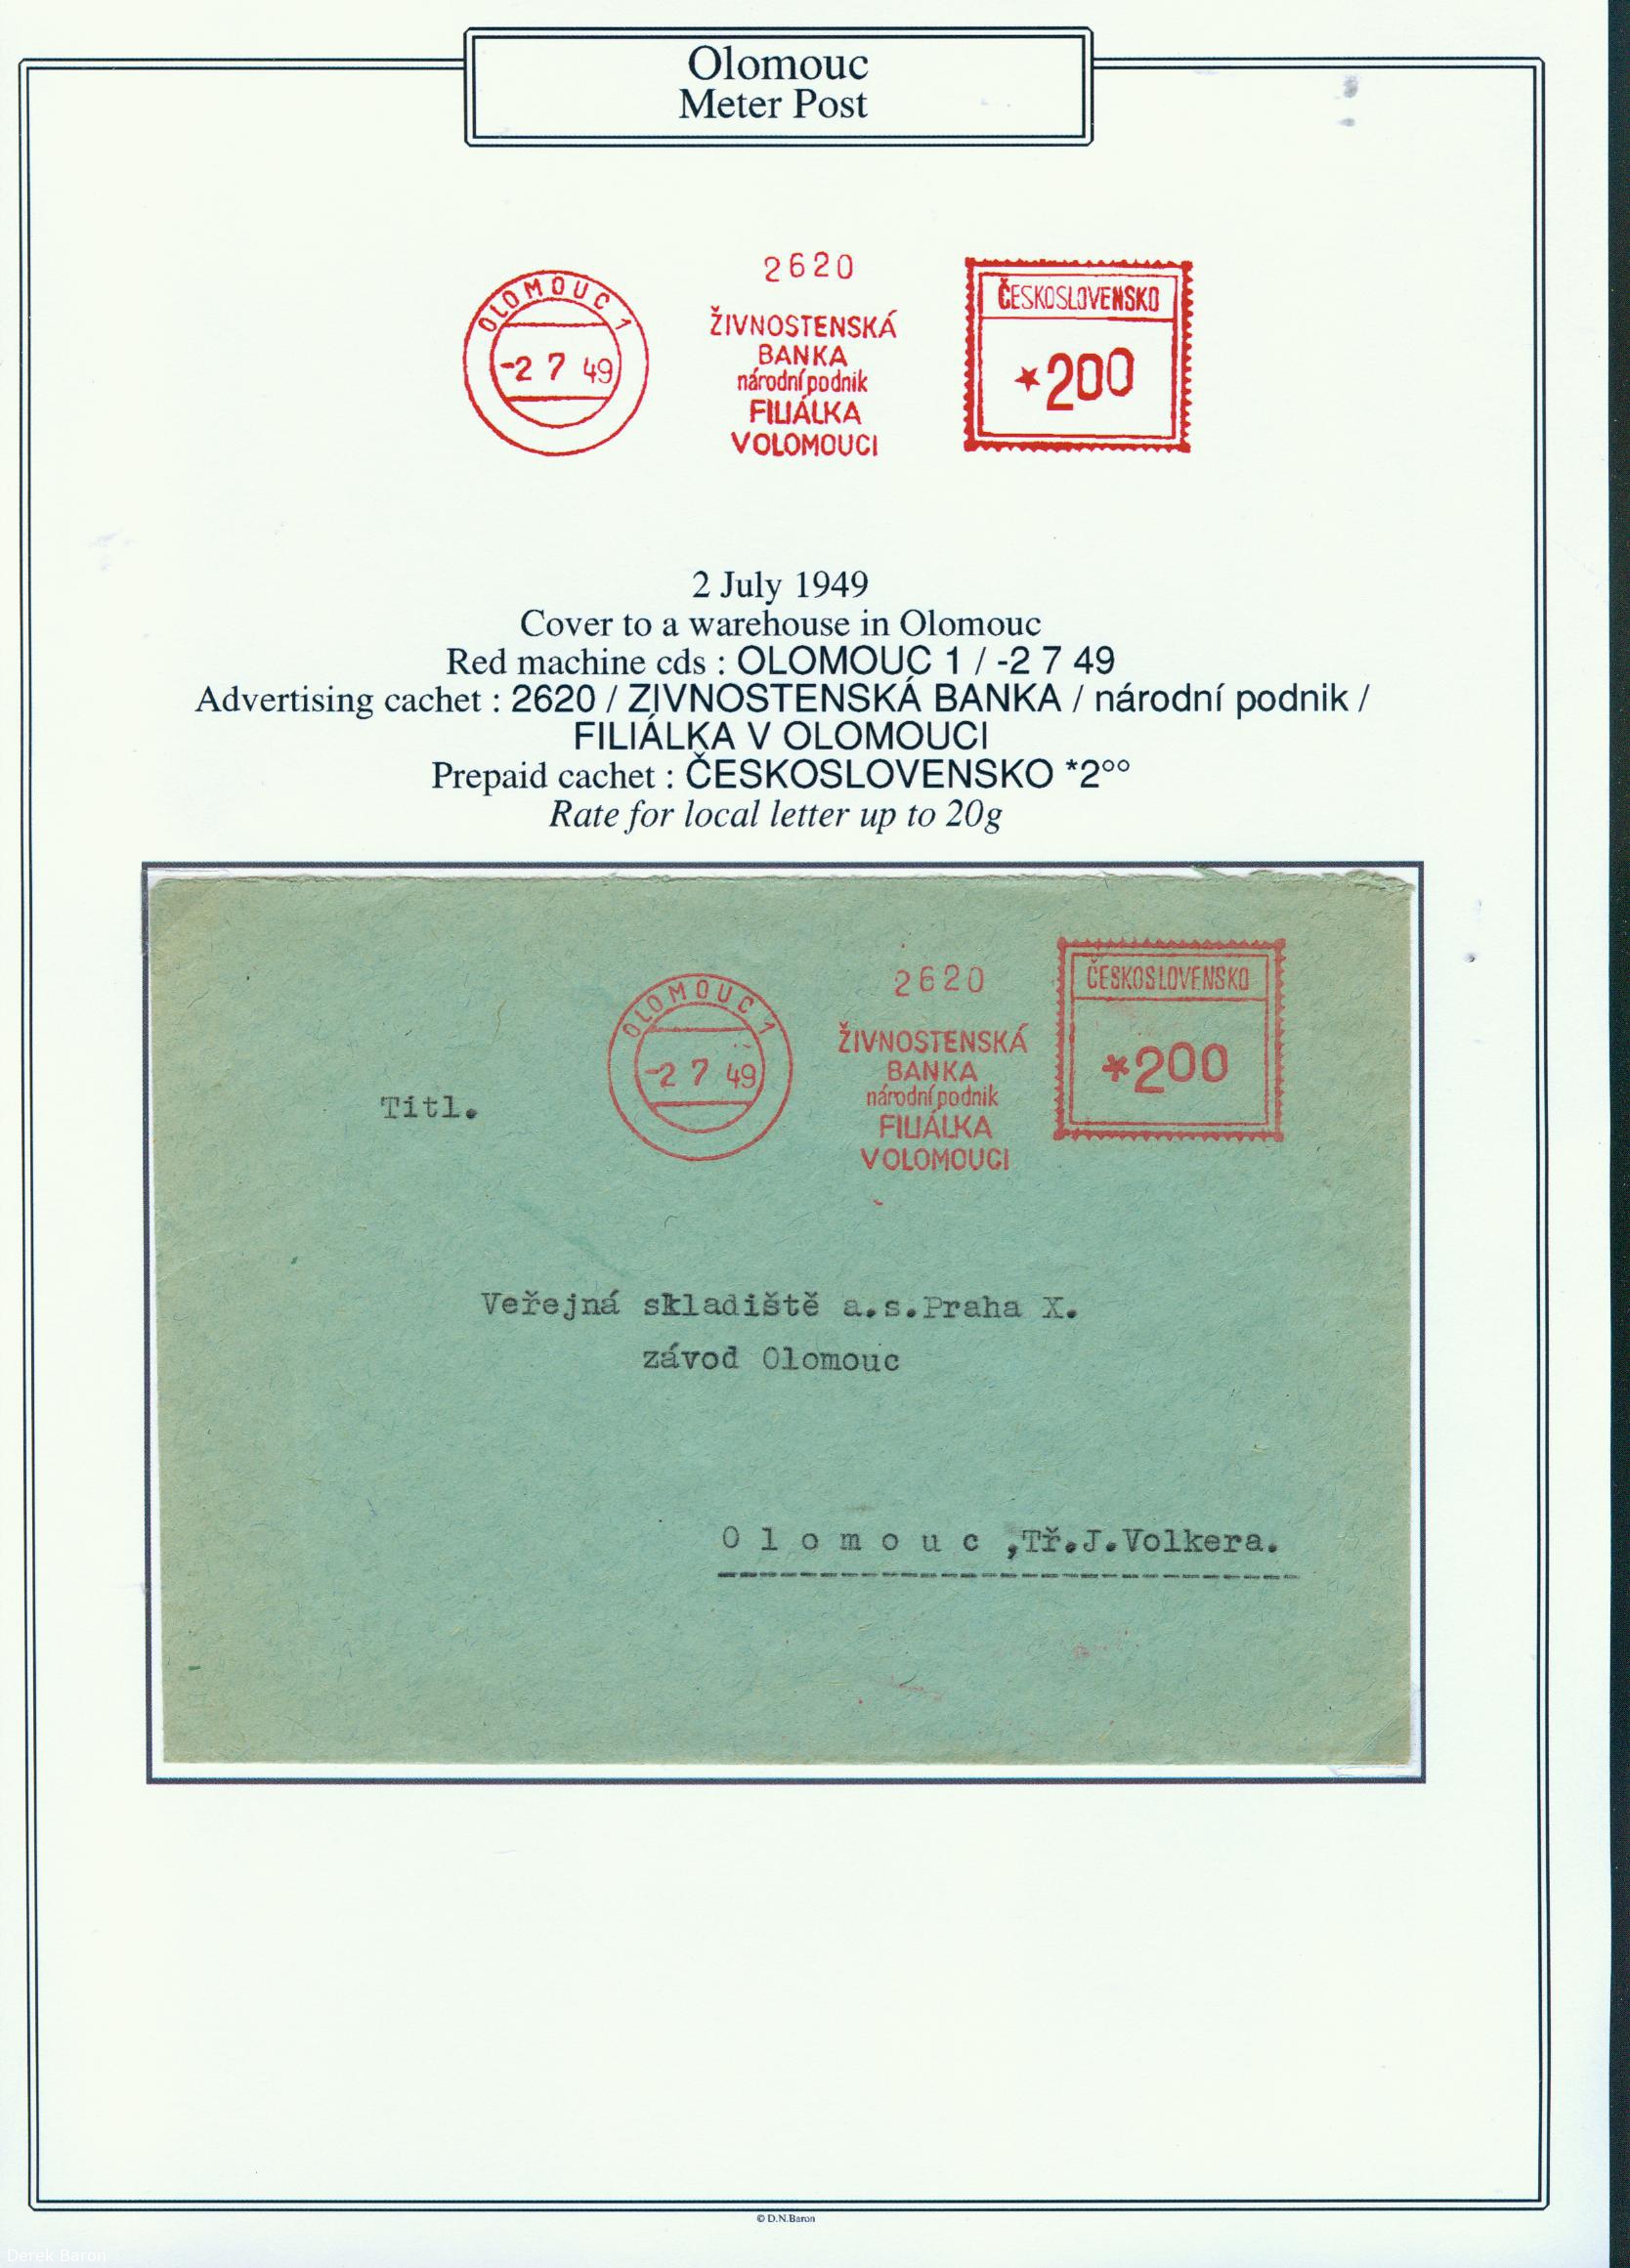 Olomouc
Meter Post
OLOMOUC 1
-2 7 49
2620
ŽIVNOSTENSKÁ
BANKA
národní podnik
FILIÁLKA
V OLOMOUCI
ČESKOSLOVENSKO
*200
2 July 1949
Cover to a warehouse in Olomouc
Red machine cds : OLOMOUC 1 / -2 7 49
Advertising cachet : 2620 / ZIVNOSTENSKÁ BANKA / národní podnik /
FILIÁLKA V OLOMOUCI
Prepaid cachet : ČESKOSLOVENSKO *2ºº
Rate for local letter up to 20g
OLOMOUC 1
-2 7 49
2620
ŽIVNOSTENSKÁ
BANKA
národní podnik
FILIÁLKA
V OLOMOUCI
ČESKOSLOVENSKO
*200
Titl.
Veřejná skladiště a.s.Praha X.
závod Olomouc
O l o m o u c ,Tř.J.Volkera.
© D.N.Baron
Derek Baron